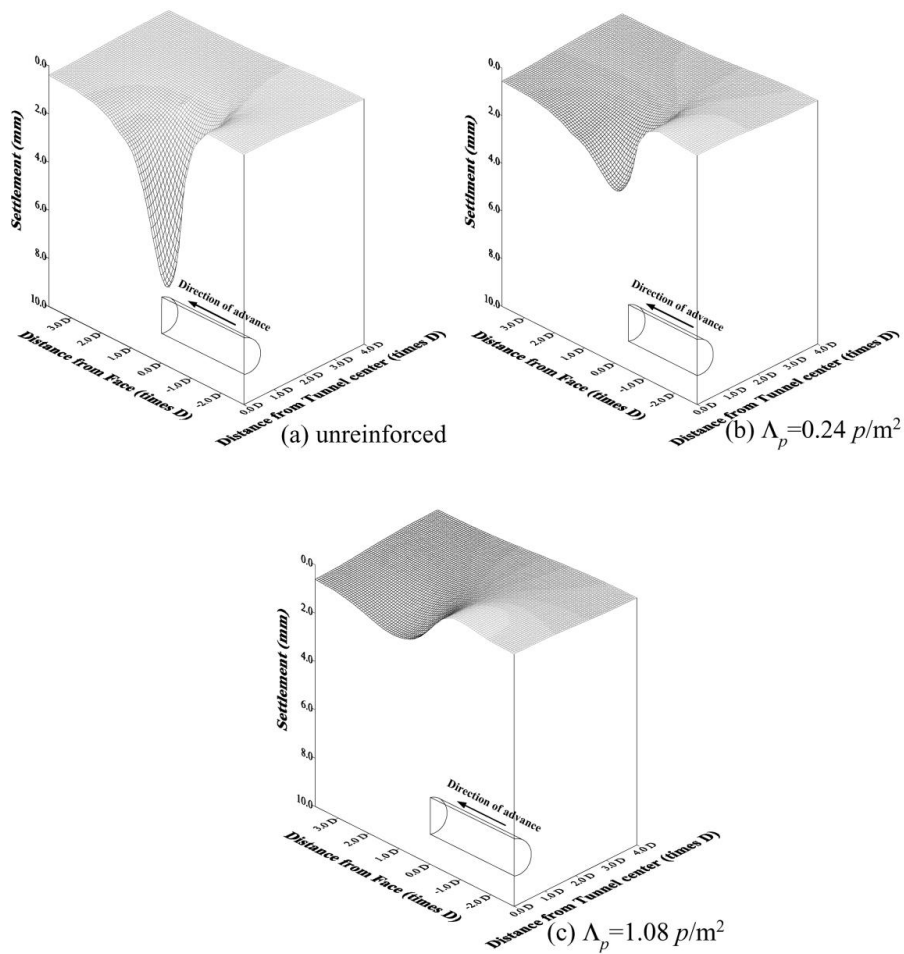 0.0
2.0
4.0
6.0
8.0
10.0
Settlement (mm)
Direction of advance
3.0 D
2.0 D
1.0 D
0.0 D
-1.0 D
-2.0 D
Distance from Face (times D)
0.0 D
1.0 D
2.0 D
3.0 D
4.0 D
Distance from Tunnel center (times D)
(a) unreinforced
0.0
2.0
4.0
6.0
8.0
10.0
Settlment (mm)
Direction of advance
3.0 D
2.0 D
1.0 D
0.0 D
-1.0 D
-2.0 D
Distance from Face (times D)
0.0 D
1.0 D
2.0 D
3.0 D
4.0 D
Distance from Tunnel center (times D)
(b) Λp=0.24 p/m²
0.0
2.0
4.0
6.0
8.0
10.0
Settlement (mm)
Direction of advance
3.0 D
2.0 D
1.0 D
0.0 D
-1.0 D
-2.0 D
Distance from Face (times D)
0.0 D
1.0 D
2.0 D
3.0 D
4.0 D
Distance from Tunnel center (times D)
(c) Λp=1.08 p/m²